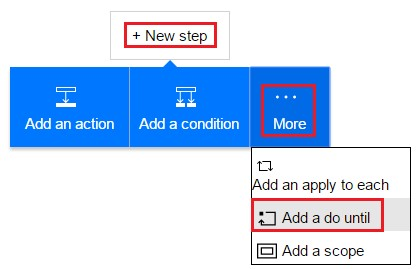 + New step
Add an action
Add a condition
More
Add an apply to each
Add a do until
Add a scope